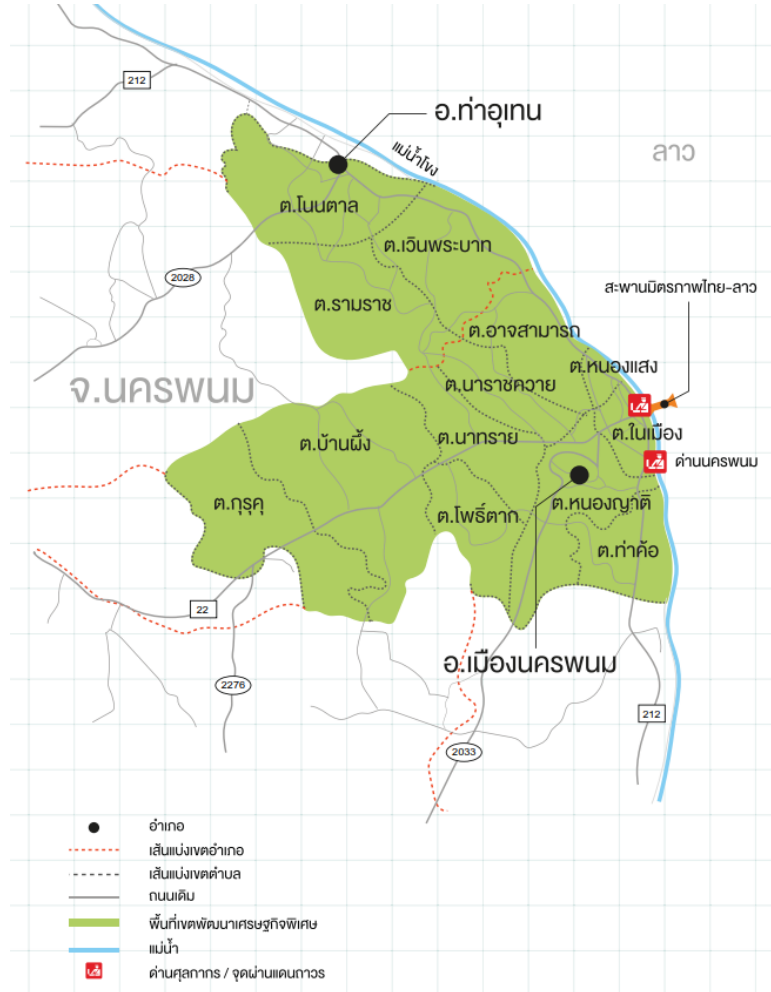 212
อ.ท่าอุเทน
แม่น้ำโขง
ลาว
ต.โนนตาล
ต.เวินพระบาท
2028
สะพานมิตรภาพไทย-ลาว
ต.รามราช
ต.อาจสามารถ
ต.หนองแสง
จ.นครพนม
ต.นาราชควาย
ต.ในเมือง
ต.บ้านผึ้ง
ต.นาทราย
ด่านนครพนม
ต.กุรุคุ
ต.โพธิ์ตาก
ต.หนองญาติ
ต.ท่าค้อ
22
อ.เมืองนครพนม
2276
212
2033
อำเภอ
เส้นแบ่งเขตอำเภอ
เส้นแบ่งเขตตำบล
ถนนเดิม
พื้นที่เขตพัฒนาเศรษฐกิจพิเศษ
แม่น้ำ
ด่านศุลกากร / จุดผ่านแดนถาวร